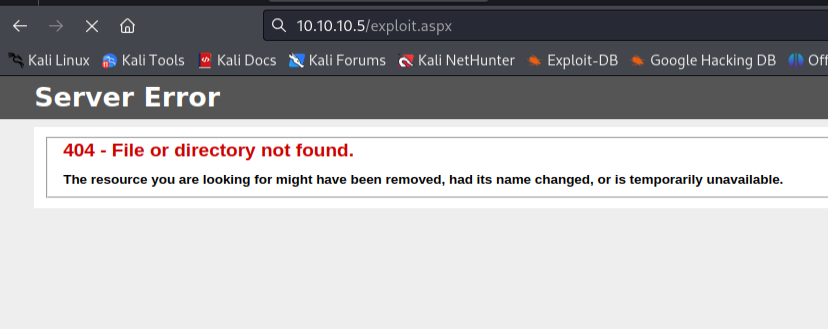 10.10.10.5/exploit.aspx
Kali Linux Kali Tools Kali Docs Kali Forums Kali NetHunter Exploit-DB Google Hacking DB Off
Server Error
404 - File or directory not found.
The resource you are looking for might have been removed, had its name changed, or is temporarily unavailable.